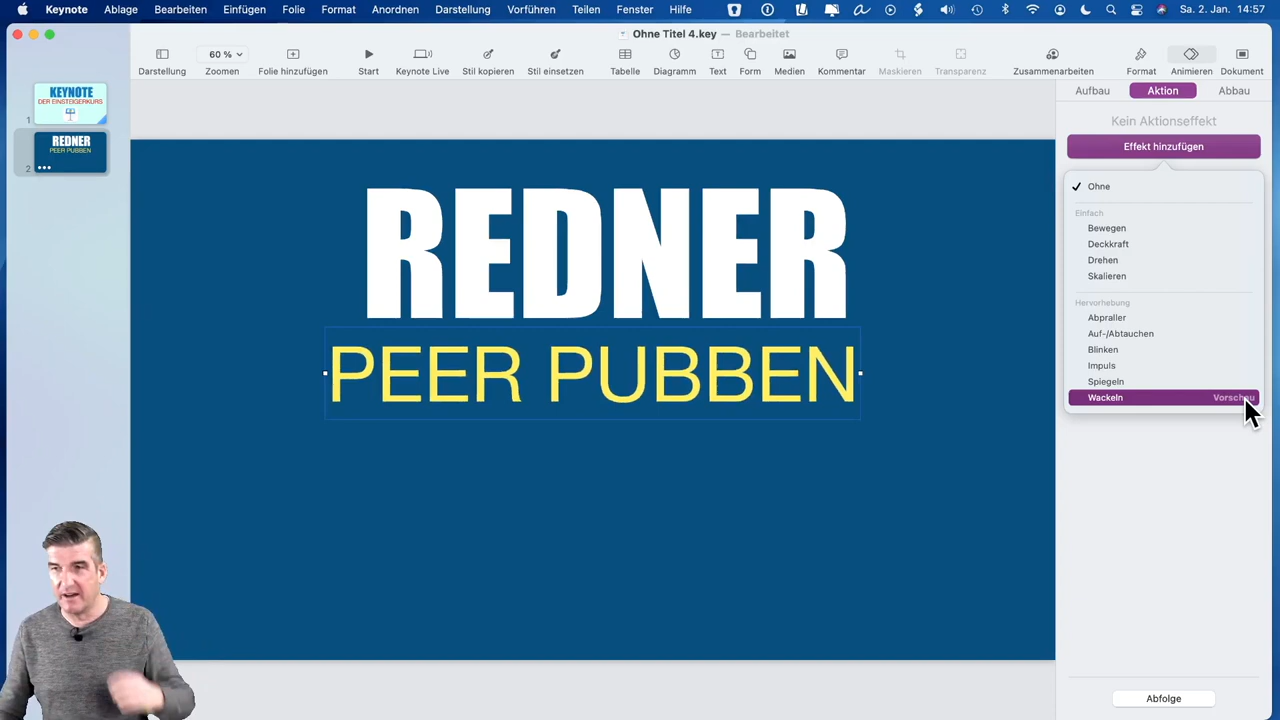 Keynote Ablage Bearbeiten Einfügen Folie Format Anordnen Darstellung Vorführen Teilen Fenster Hilfe Sa. 2. Jan. 14:57
Ohne Titel 4.key — Bearbeitet
60 %
Darstellung Zoomen Folie hinzufügen Start Keynote Live Stil kopieren Stil einsetzen Tabelle Diagramm Text Form Medien Kommentar Maskieren Transparenz Zusammenarbeiten Format Animieren Dokument
Aufbau Aktion Abbau
KEYNOTE
DER EINSTEIGERKURS
1
REDNER
PEER PUBBEN
2
REDNER
PEER PUBBEN
Kein Aktionseffekt
Effekt hinzufügen
Ohne
Einfach
Bewegen
Deckkraft
Drehen
Skalieren
Hervorhebung
Abpraller
Auf-/Abtauchen
Blinken
Impuls
Spiegeln
Wackeln Vorschau
Abfolge